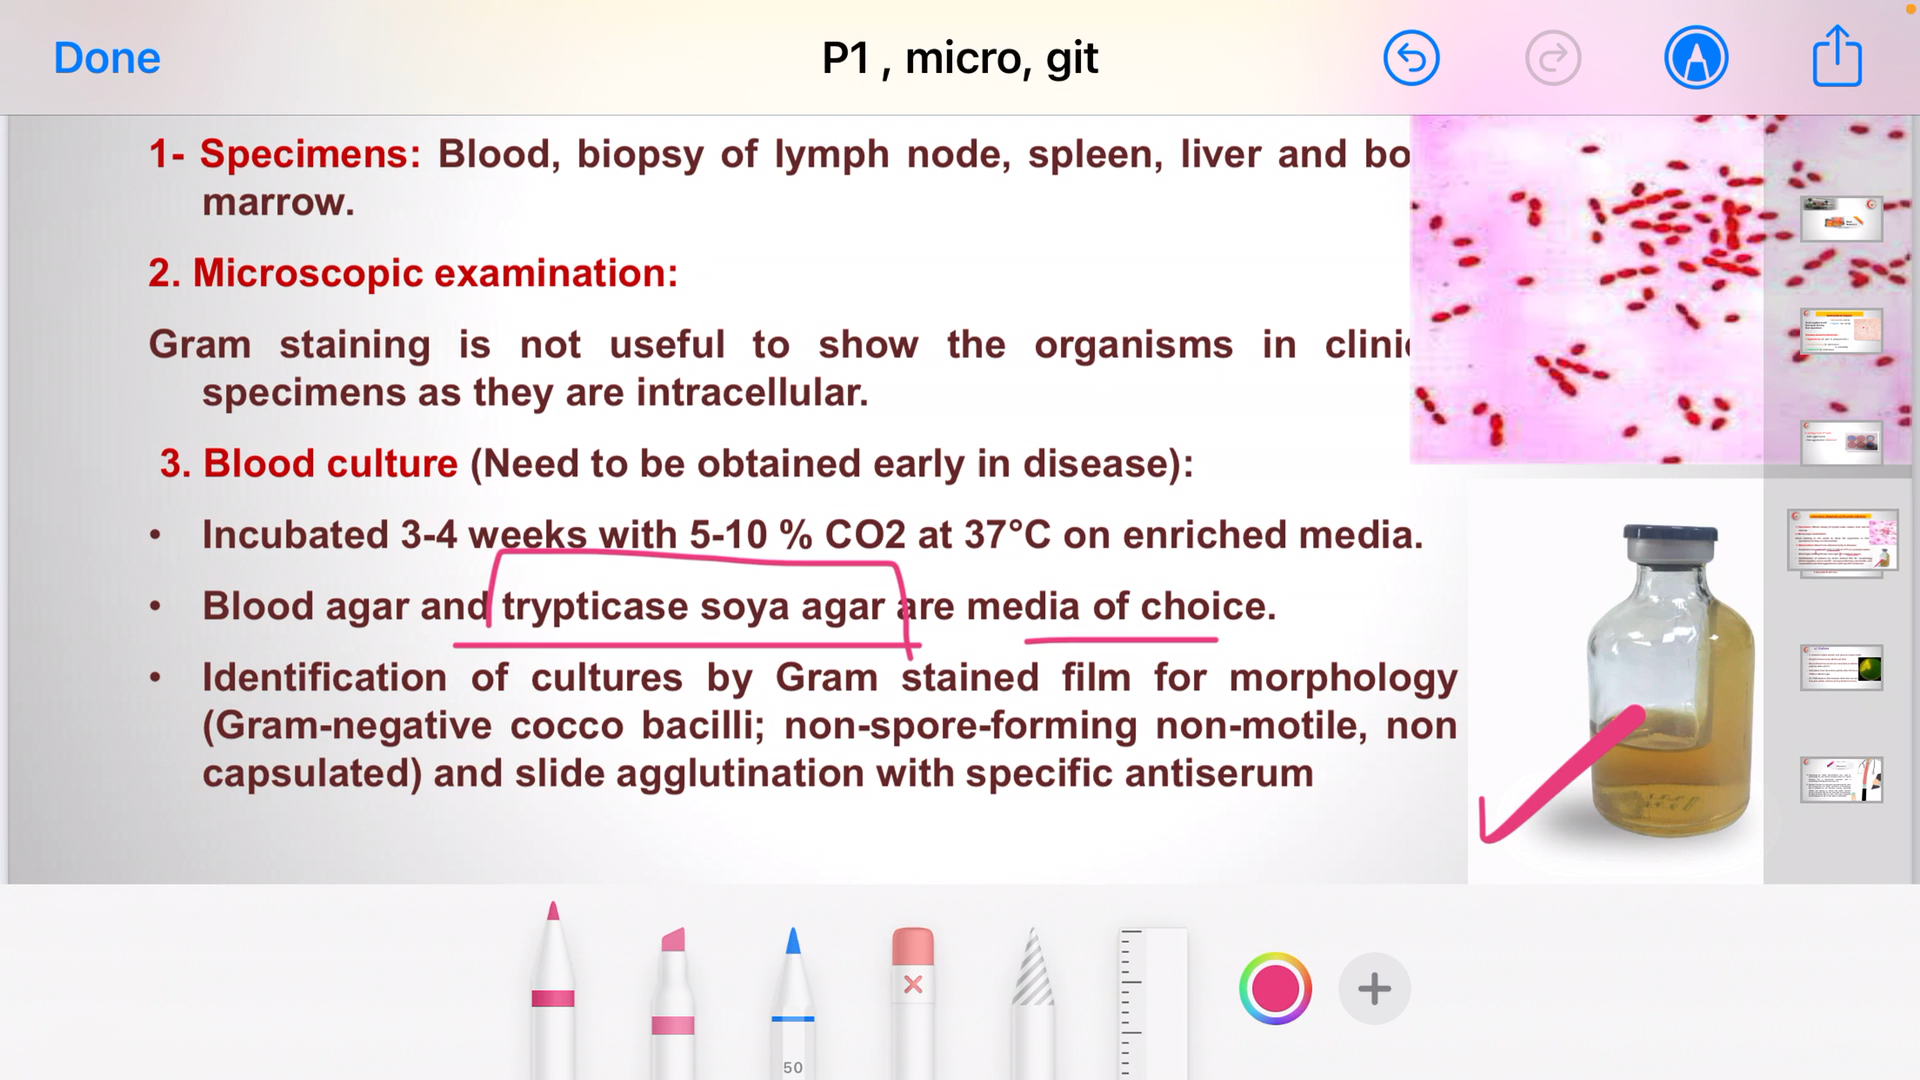 Done
P1 , micro, git
1- Specimens: Blood, biopsy of lymph node, spleen, liver and bo
marrow.
2. Microscopic examination:
Gram staining is not useful to show the organisms in clinic
specimens as they are intracellular.
3. Blood culture (Need to be obtained early in disease):
• Incubated 3-4 weeks with 5-10 % CO2 at 37°C on enriched media.
• Blood agar and trypticase soya agar are media of choice.
• Identification of cultures by Gram stained film for morphology
(Gram-negative cocco bacilli; non-spore-forming non-motile, non
capsulated) and slide agglutination with specific antiserum
50